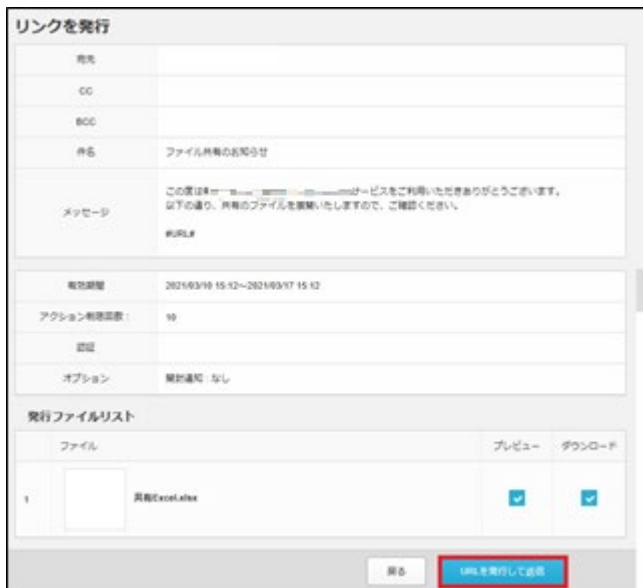 リンクを発行
宛先
CC
BCC
件名 ファイル共有のお知らせ
メッセージ
この度は サービスをご利用いただきありがとうございます。
以下の通り、共有のファイルを展開いたしますので、ご確認ください。
#URL#
有効期間 2021/03/10 15:12～2021/03/17 15:12
アクション制限回数: 10
認証
オプション 開封通知:なし
発行ファイルリスト
ファイル プレビュー ダウンロード
1 共有Excel.xlsx
戻る URLを発行して送信